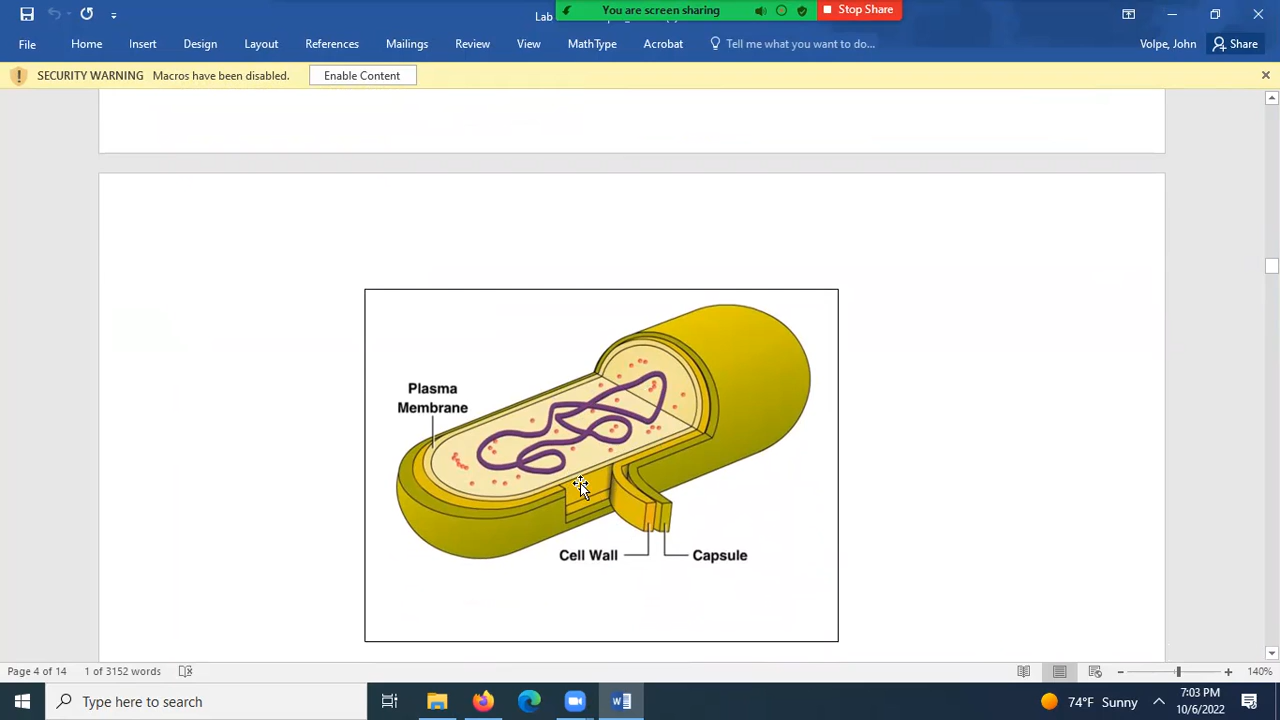 You are screen sharing
Stop Share
Lab
File
Home
Insert
Design
Layout
References
Mailings
Review
View
MathType
Acrobat
Tell me what you want to do...
Volpe, John
Share
SECURITY WARNING Macros have been disabled.
Enable Content
Plasma
Membrane
Cell Wall
Capsule
Page 4 of 14
1 of 3152 words
140%
Type here to search
74°F Sunny
7:03 PM
10/6/2022